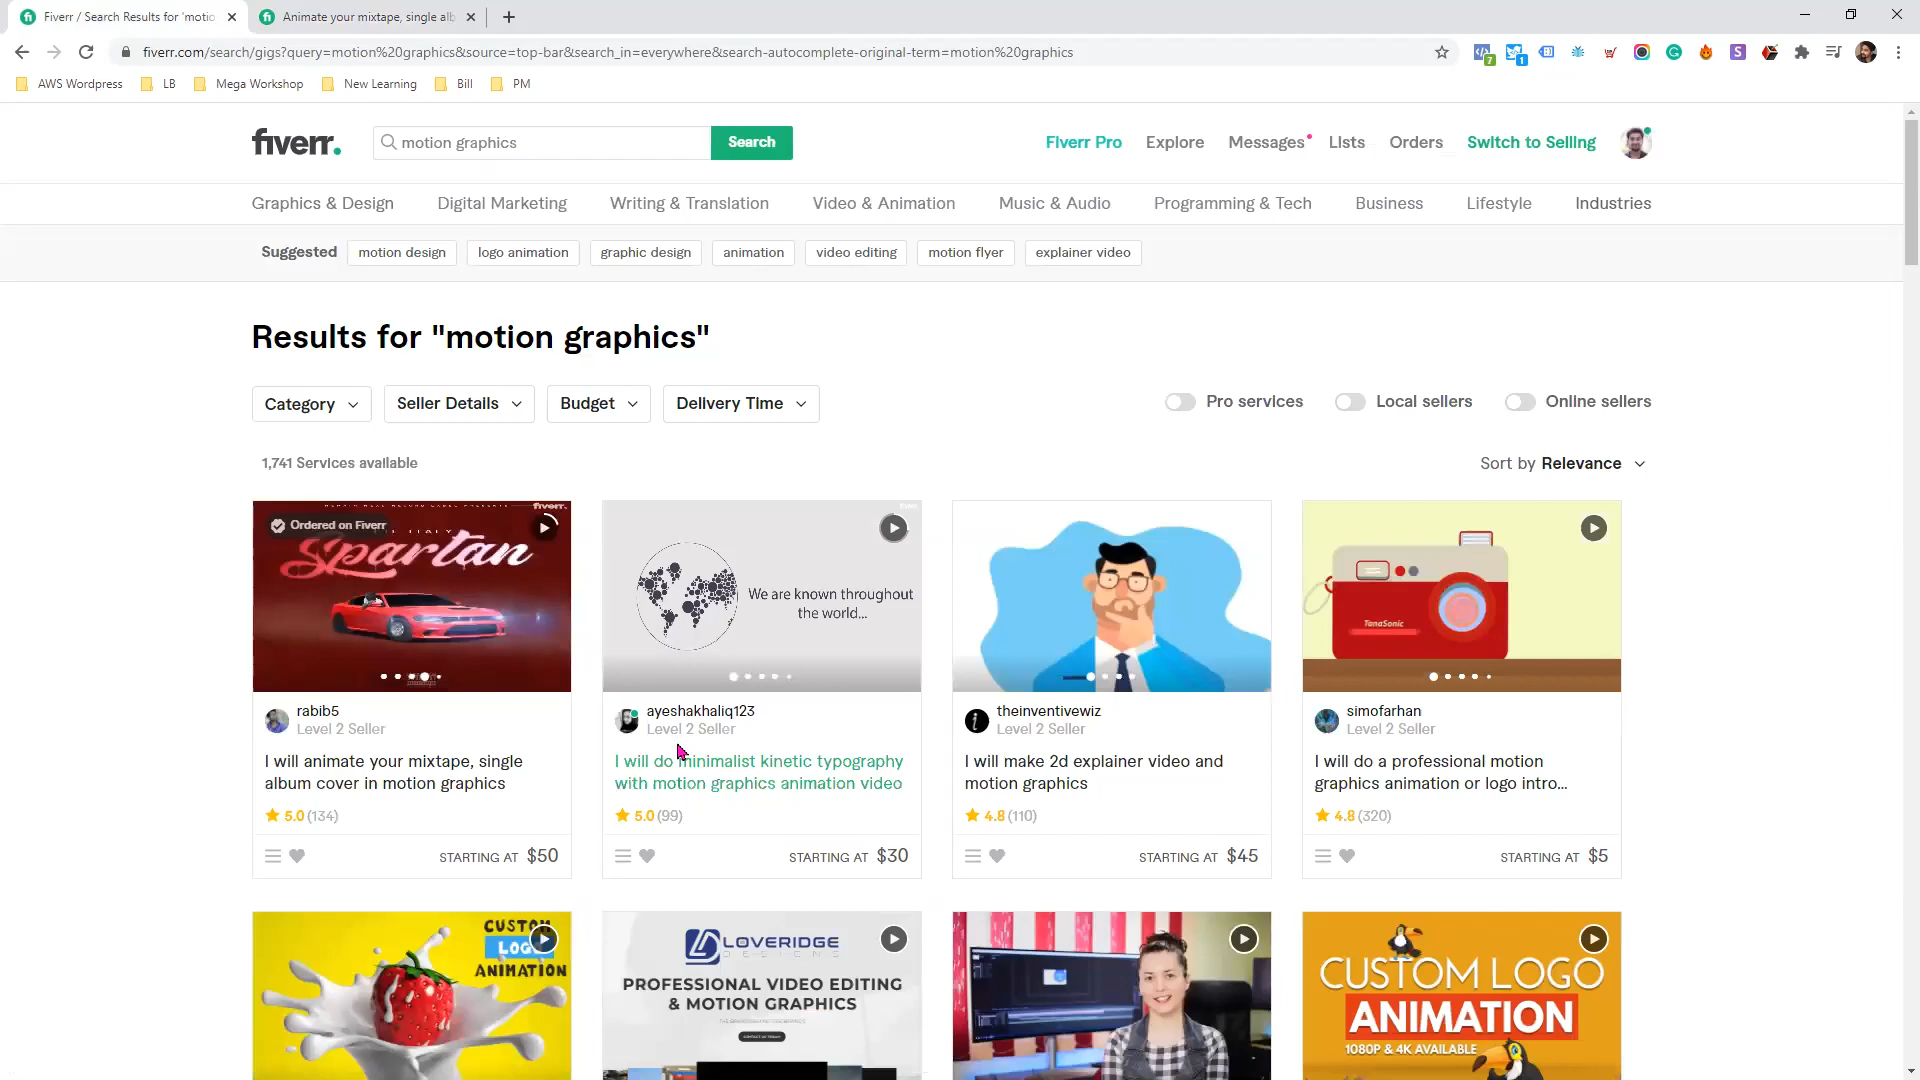 Fiverr / Search Results for 'motio
Animate your mixtape, single alb
fiverr.com/search/gigs?query=motion%20graphics&source=top-bar&search_in=everywhere&search-autocomplete-original-term=motion%20graphics
7
1
AWS Wordpress
LB
Mega Workshop
New Learning
Bill
PM
fiverr.
motion graphics
Search
Fiverr Pro
Explore
Messages
Lists
Orders
Switch to Selling
Graphics & Design
Digital Marketing
Writing & Translation
Video & Animation
Music & Audio
Programming & Tech
Business
Lifestyle
Industries
Suggested
motion design
logo animation
graphic design
animation
video editing
motion flyer
explainer video
Results for "motion graphics"
Category
Seller Details
Budget
Delivery Time
Pro services
Local sellers
Online sellers
1,741 Services available
Sort by Relevance
fiverr.
Ordered on Fiverr
Spartan
We are known throughout
the world...
TanaSonic
rabib5
Level 2 Seller
I will animate your mixtape, single
album cover in motion graphics
5.0 (134)
STARTING AT $50
ayeshakhaliq123
Level 2 Seller
I will do minimalist kinetic typography
with motion graphics animation video
5.0 (99)
STARTING AT $30
theinventivewiz
Level 2 Seller
I will make 2d explainer video and
motion graphics
4.8 (110)
STARTING AT $45
simofarhan
Level 2 Seller
I will do a professional motion
graphics animation or logo intro...
4.8 (320)
STARTING AT $5
CUSTOM
LOGO
ANIMATION
LOVERIDGE
DESIGNS
PROFESSIONAL VIDEO EDITING
& MOTION GRAPHICS
CUSTOM LOGO
ANIMATION
1080P & 4K AVAILABLE